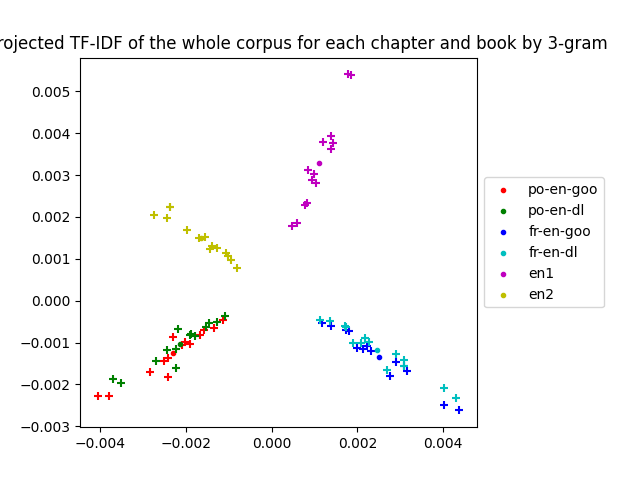 rojected TF-IDF of the whole corpus for each chapter and book by 3-gram
0.005
0.004
0.003
0.002
0.001
0.000
−0.001
−0.002
−0.003
−0.004 −0.002 0.000 0.002 0.004
po-en-goo
po-en-dl
fr-en-goo
fr-en-dl
en1
en2